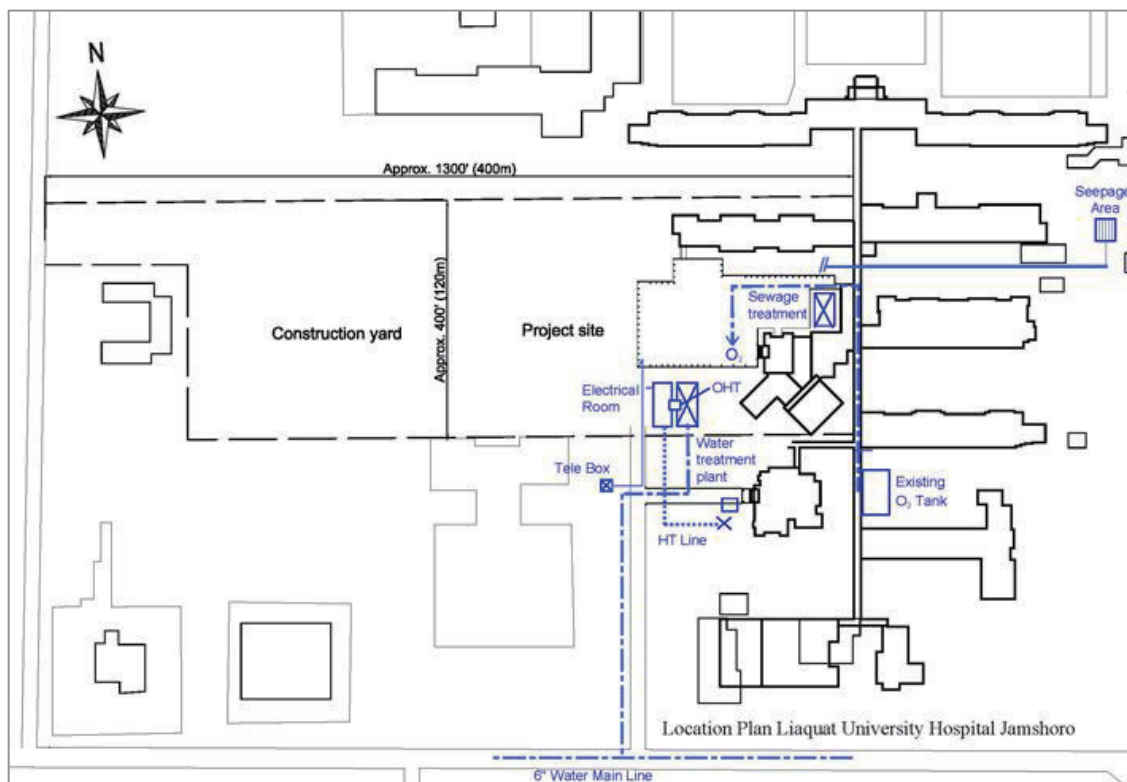 N
Approx. 1300' (400m)
Seepage
Area
Approx. 400' (120m)
Construction yard
Project site
Sewage
treatment
O₂
Electrical
Room
OHT
Water
treatment
plant
Tele Box
HT Line
Existing
O₂ Tank
Location Plan Liaquat University Hospital Jamshoro
6" Water Main Line